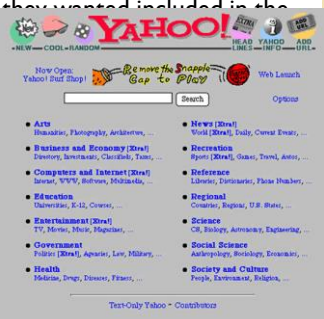 they wanted included in the
YAHOO!
NEW COOL RANDOM
HEAD LINES
YAHOO INFO
ADD URL
XTRA!
ADD URL
Now Open:
Yahoo! Surf Shop!
Remove the Snapple Cap to Play
Web Launch
Search
Options
Arts
Humanities, Photography, Architecture, ...
Business and Economy [Xtra!]
Directory, Investments, Classifieds, Taxes, ...
Computers and Internet [Xtra!]
Internet, WWW, Software, Multimedia, ...
Education
Universities, K-12, Courses, ...
Entertainment [Xtra!]
TV, Movies, Music, Magazines, ...
Government
Politics [Xtra!], Agencies, Law, Military, ...
Health
Medicine, Drugs, Diseases, Fitness, ...
News [Xtra!]
World [Xtra!], Daily, Current Events, ...
Recreation
Sports [Xtra!], Games, Travel, Autos, ...
Reference
Libraries, Dictionaries, Phone Numbers, ...
Regional
Countries, Regions, U.S. States, ...
Science
CS, Biology, Astronomy, Engineering, ...
Social Science
Anthropology, Sociology, Economics, ...
Society and Culture
People, Environment, Religion, ...
Text-Only Yahoo - Contributors